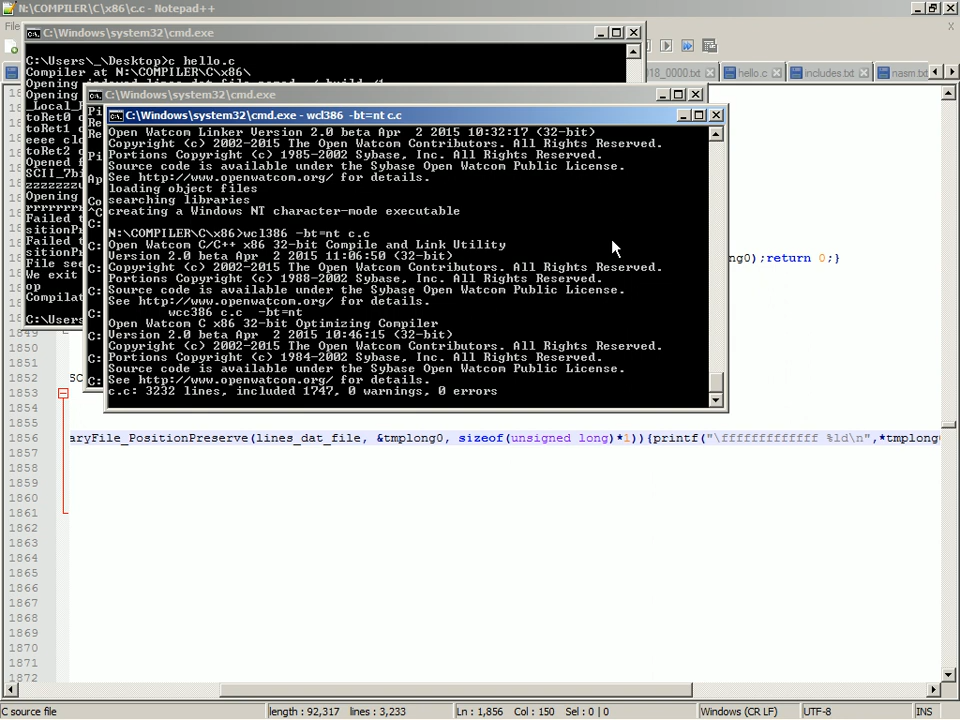 N:\COMPILER\C\x86\c.c - Notepad++
File
C:\Windows\system32\cmd.exe
C:\Users\_\Desktop>c hello.c
Compiler at N:\COMPILER\C\x86\
018_0000.txt
hello.c
includes.txt
nasm.tx
C:\Windows\system32\cmd.exe
C:\Windows\system32\cmd.exe - wcl386 -bt=nt c.c
Open Watcom Linker Version 2.0 beta Apr  2 2015 10:32:17 (32-bit)
Copyright (c) 2002-2015 The Open Watcom Contributors. All Rights Reserved.
Portions Copyright (c) 1985-2002 Sybase, Inc. All Rights Reserved.
Source code is available under the Sybase Open Watcom Public License.
See http://www.openwatcom.org/ for details.
loading object files
searching libraries
creating a Windows NT character-mode executable
N:\COMPILER\C\x86>wcl386 -bt=nt c.c
Open Watcom C/C++ x86 32-bit Compile and Link Utility
Version 2.0 beta Apr  2 2015 11:06:50 (32-bit)
Copyright (c) 2002-2015 The Open Watcom Contributors. All Rights Reserved.
Portions Copyright (c) 1988-2002 Sybase, Inc. All Rights Reserved.
Source code is available under the Sybase Open Watcom Public License.
See http://www.openwatcom.org/ for details.
wcc386 c.c  -bt=nt
Open Watcom C x86 32-bit Optimizing Compiler
Version 2.0 beta Apr  2 2015 10:46:15 (32-bit)
Copyright (c) 2002-2015 The Open Watcom Contributors. All Rights Reserved.
Portions Copyright (c) 1984-2002 Sybase, Inc. All Rights Reserved.
Source code is available under the Sybase Open Watcom Public License.
See http://www.openwatcom.org/ for details.
c.c: 3232 lines, included 1747, 0 warnings, 0 errors
Opening
_Local_
toRet0
toRet1
eeee clo
toRet2
Opened f
SCII_7bi
zzzzzzzzu
Opening
rrrrrrrr
Failed t
sitionPr
Failed t
sitionPr
File see
We exit
op
Compilat
C:\Users
ng0);return 0;}
1849
1850
1851
1852
1853
1854
1855
1856 aryFile_PositionPreserve(lines_dat_file, &tmplong0, sizeof(unsigned long)*1)){printf("\fffffffffffff %ld\n",*tmplong
1857
1858
1859
1860
1861
1862
1863
1864
1865
1866
1867
1868
1869
1870
1871
1872
C source file
length : 92,317
lines : 3,233
Ln : 1,856
Col : 150
Sel : 0 | 0
Windows (CR LF)
UTF-8
INS